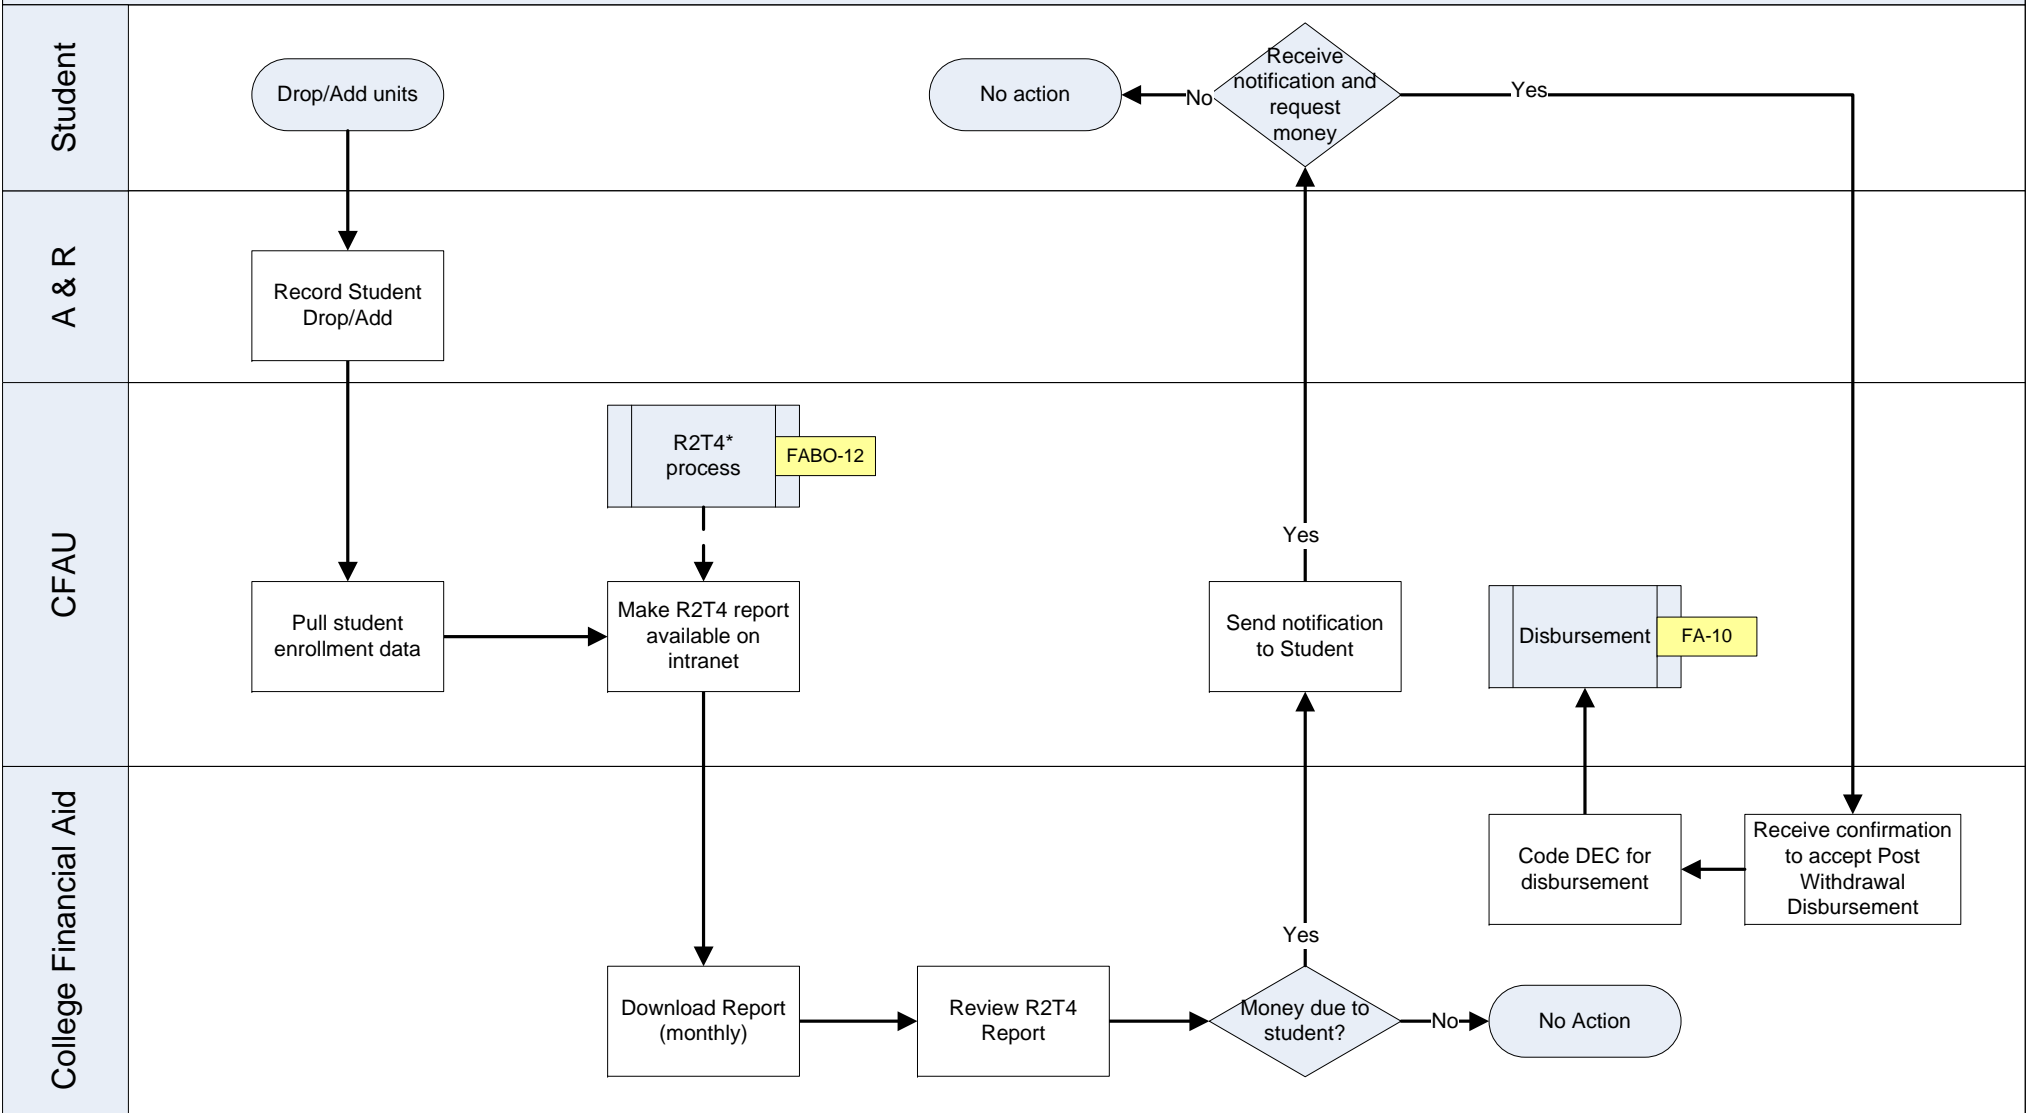 Student
Drop/Add units
No action
No
Receive
notification and
request
money
Yes
A & R
Record Student
Drop/Add
CFAU
R2T4*
process
FABO-12
Pull student
enrollment data
Make R2T4 report
available on
intranet
Yes
Send notification
to Student
Disbursement
FA-10
College Financial Aid
Download Report
(monthly)
Review R2T4
Report
Yes
Money due to
student?
No
No Action
Code DEC for
disbursement
Receive confirmation
to accept Post
Withdrawal
Disbursement